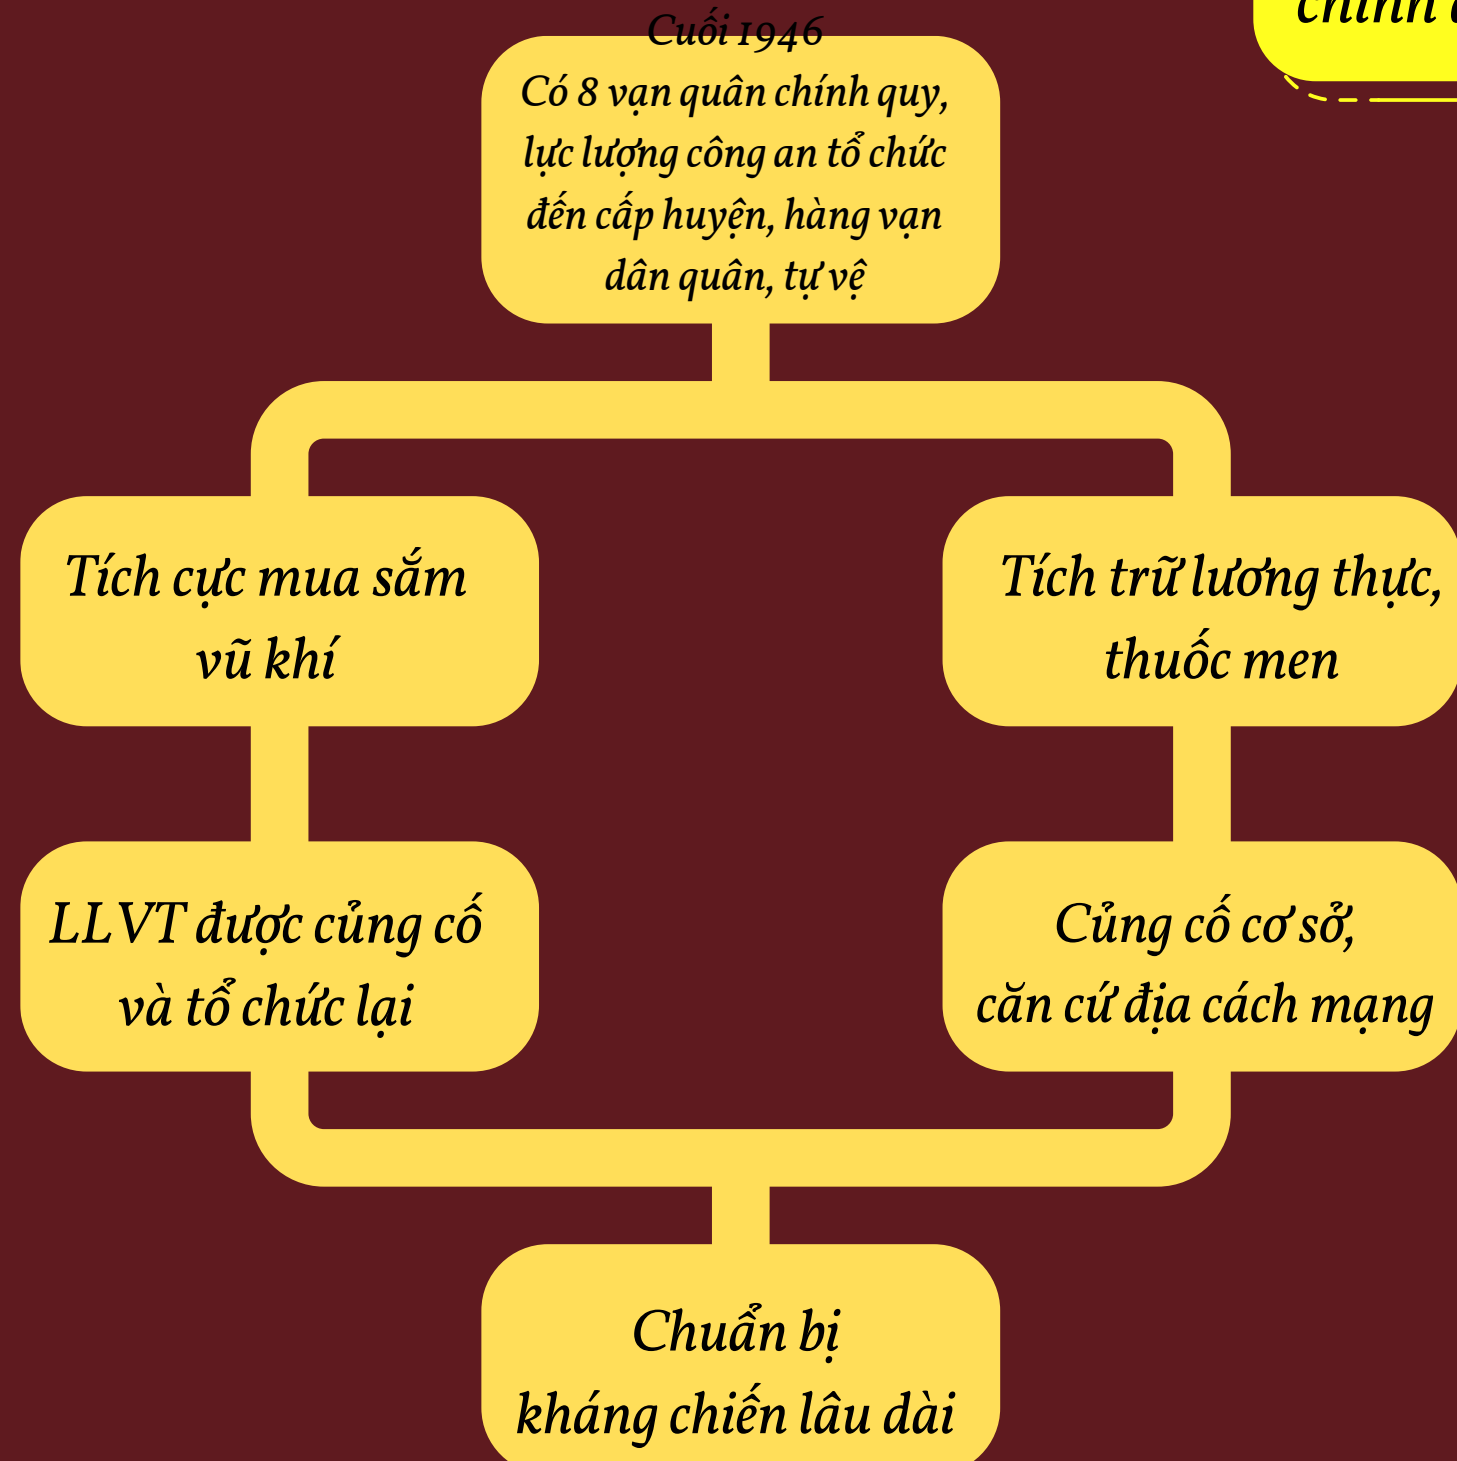 chính
Cuối 1946
Có 8 vạn quân chính quy,
lực lượng công an tổ chức
đến cấp huyện, hàng vạn
dân quân, tự vệ
Tích cực mua sắm
vũ khí
Tích trữ lương thực,
thuốc men
LLVT được củng cố
và tổ chức lại
Củng cố cơ sở,
căn cứ địa cách mạng
Chuẩn bị
kháng chiến lâu dài